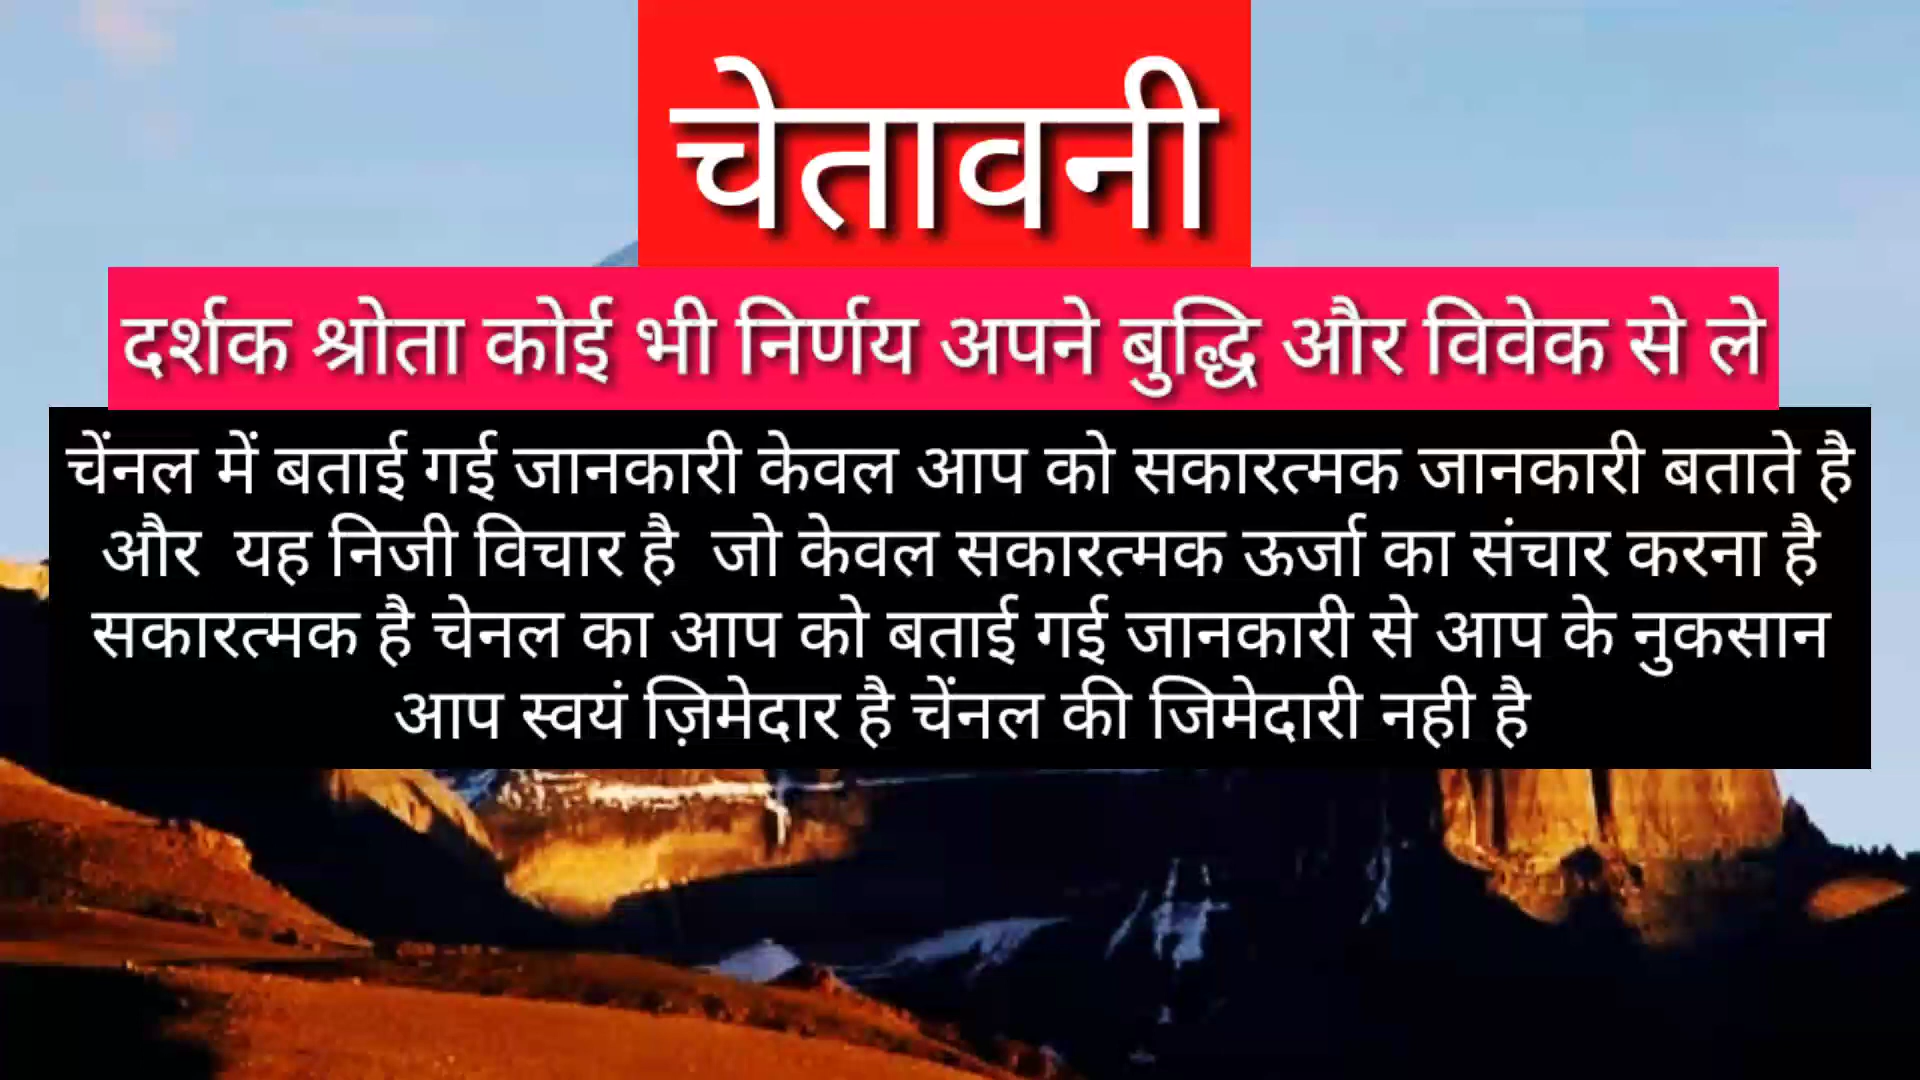 चेतावनी
दर्शक श्रोता कोई भी निर्णय अपने बुद्धि और विवेक से ले
चेंनल में बताई गई जानकारी केवल आप को सकारत्मक जानकारी बताते है
और यह निजी विचार है जो केवल सकारत्मक ऊर्जा का संचार करना है
सकारत्मक है चेनल का आप को बताई गई जानकारी से आप के नुकसान
आप स्वयं ज़िमेदार है चेंनल की जिमेदारी नही है